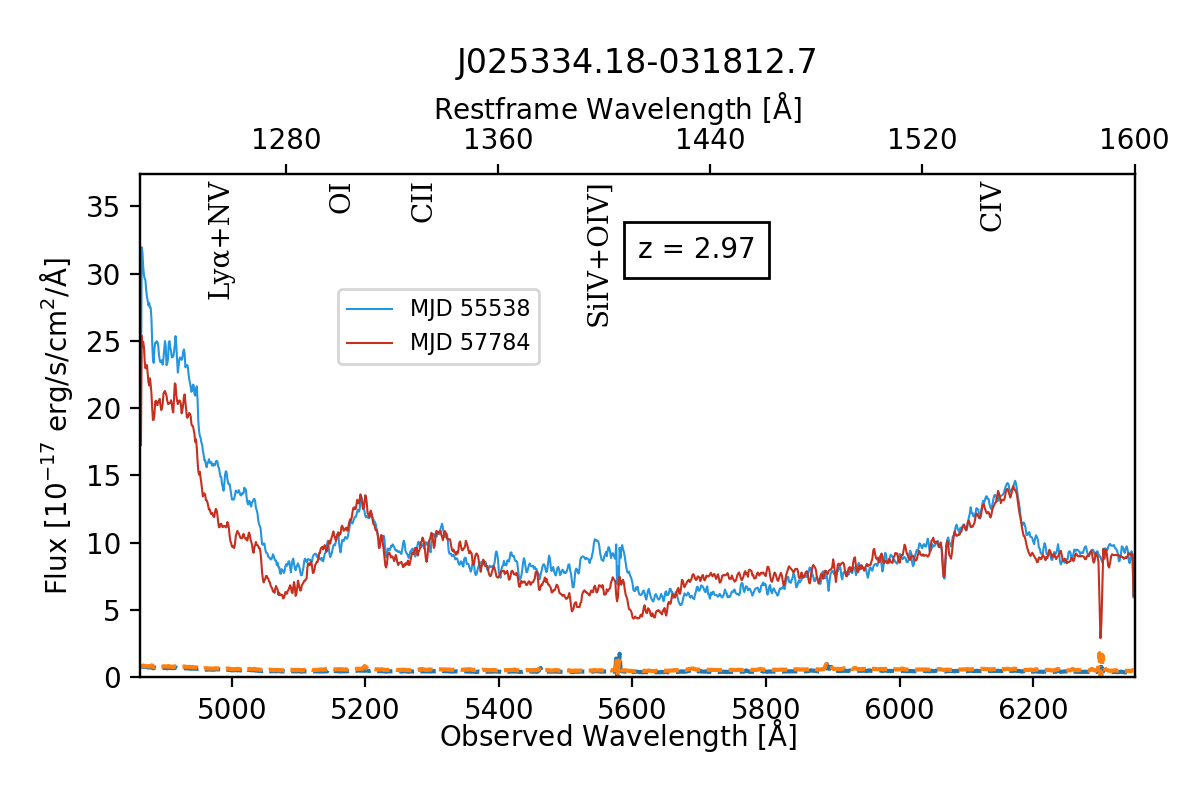 J025334.18-031812.7
Restframe Wavelength [Å]
1280 1360 1440 1520 1600
Lyα+NV
OI
CII
SiIV+OIV]
CIV
z = 2.97
MJD 55538
MJD 57784
Flux [10⁻¹⁷ erg/s/cm²/Å]
35
30
25
20
15
10
5
0
5000 5200 5400 5600 5800 6000 6200
Observed Wavelength [Å]